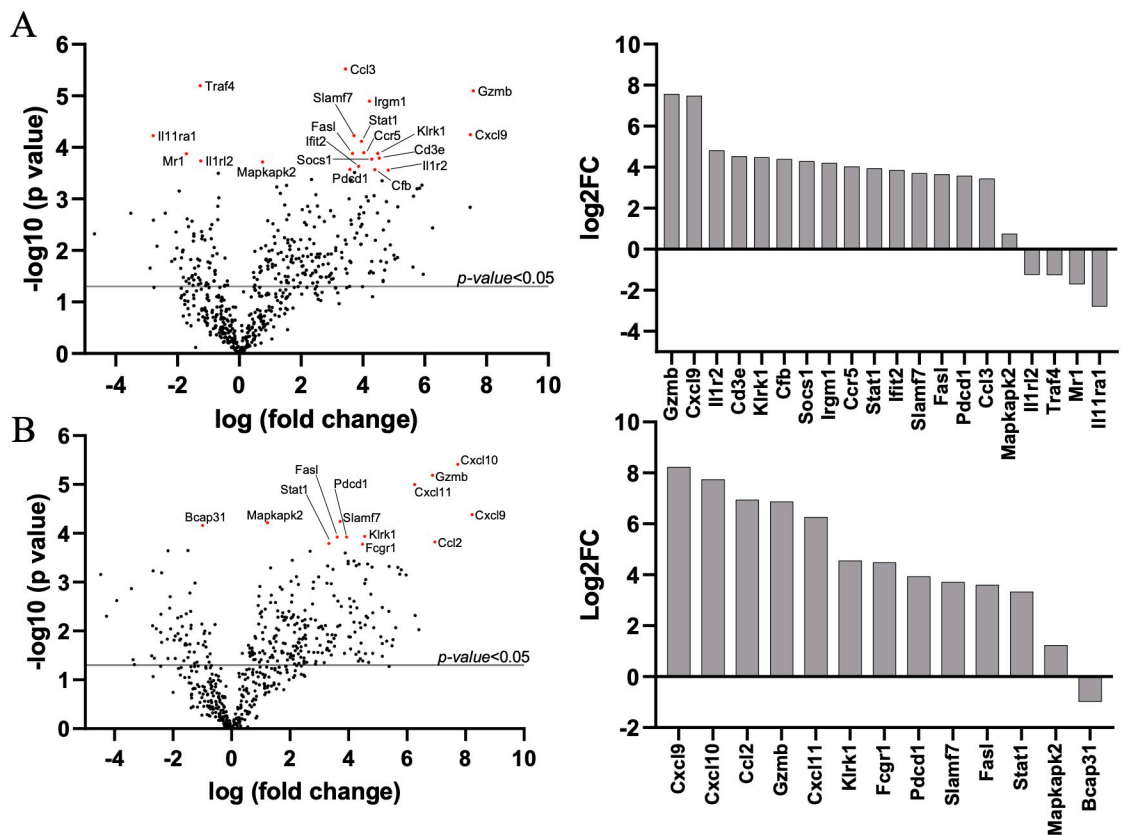 A
-log10 (p value)
6
5
4
3
2
1
0
-4
-2
0
2
4
6
8
10
log (fold change)
Ccl3
Traf4
Gzmb
Slamf7
Irgm1
Stat1
Il11ra1
Fasl
Ccr5
Klrk1
Cxcl9
Ifit2
Cd3e
Mr1
Il1rl2
Socs1
Il1r2
Mapkapk2
Pdcd1
Cfb
p-value<0.05
log2FC
10
8
6
4
2
0
-2
-4
Gzmb
Cxcl9
Il1r2
Cd3e
Klrk1
Cfb
Socs1
Irgm1
Ccr5
Stat1
Ifit2
Slamf7
Fasl
Pdcd1
Ccl3
Mapkapk2
Il1rl2
Traf4
Mr1
Il11ra1
B
-log10 (p value)
6
5
4
3
2
1
0
-4
-2
0
2
4
6
8
10
log (fold change)
Cxcl10
Fasl
Gzmb
Stat1
Pdcd1
Cxcl11
Bcap31
Mapkapk2
Slamf7
Cxcl9
Klrk1
Ccl2
Fcgr1
p-value<0.05
Log2FC
10
8
6
4
2
0
-2
Cxcl9
Cxcl10
Ccl2
Gzmb
Cxcl11
Klrk1
Fcgr1
Pdcd1
Slamf7
Fasl
Stat1
Mapkapk2
Bcap31